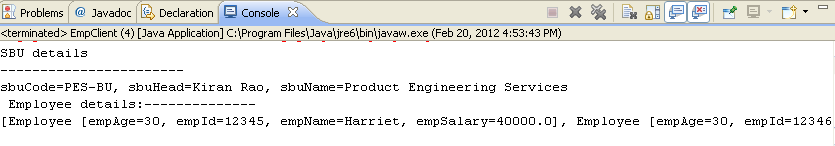 Problems @ Javadoc Declaration Console
<terminated> EmpClient (4) [Java Application] C:\Program Files\Java\jre6\bin\javaw.exe (Feb 20, 2012 4:53:43 PM)
SBU details
-----------------------
sbuCode=PES-BU, sbuHead=Kiran Rao, sbuName=Product Engineering Services
Employee details:--------------
[Employee [empAge=30, empId=12345, empName=Harriet, empSalary=40000.0], Employee [empAge=30, empId=12346